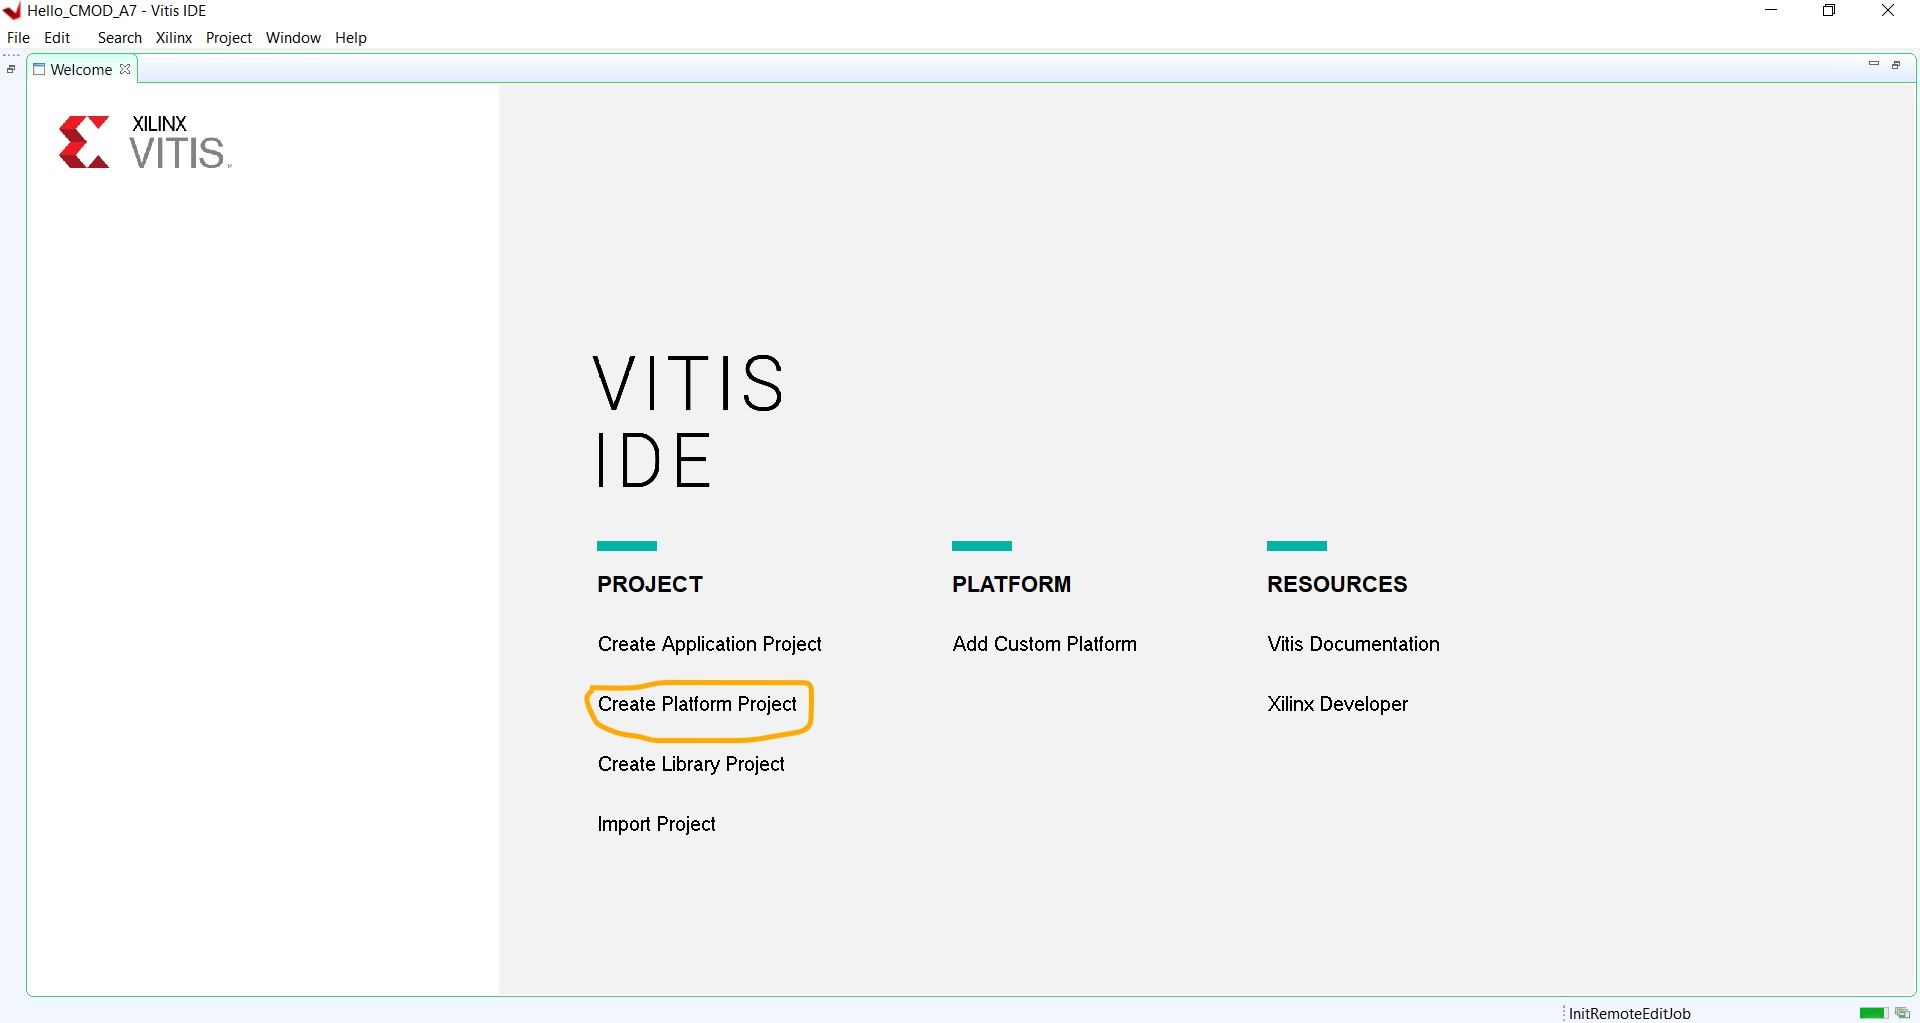 Hello_CMOD_A7 - Vitis IDE
File Edit Search Xilinx Project Window Help
Welcome
XILINX
VITIS
VITIS
IDE
PROJECT
Create Application Project
Create Platform Project
Create Library Project
Import Project
PLATFORM
Add Custom Platform
RESOURCES
Vitis Documentation
Xilinx Developer
InitRemoteEditJob